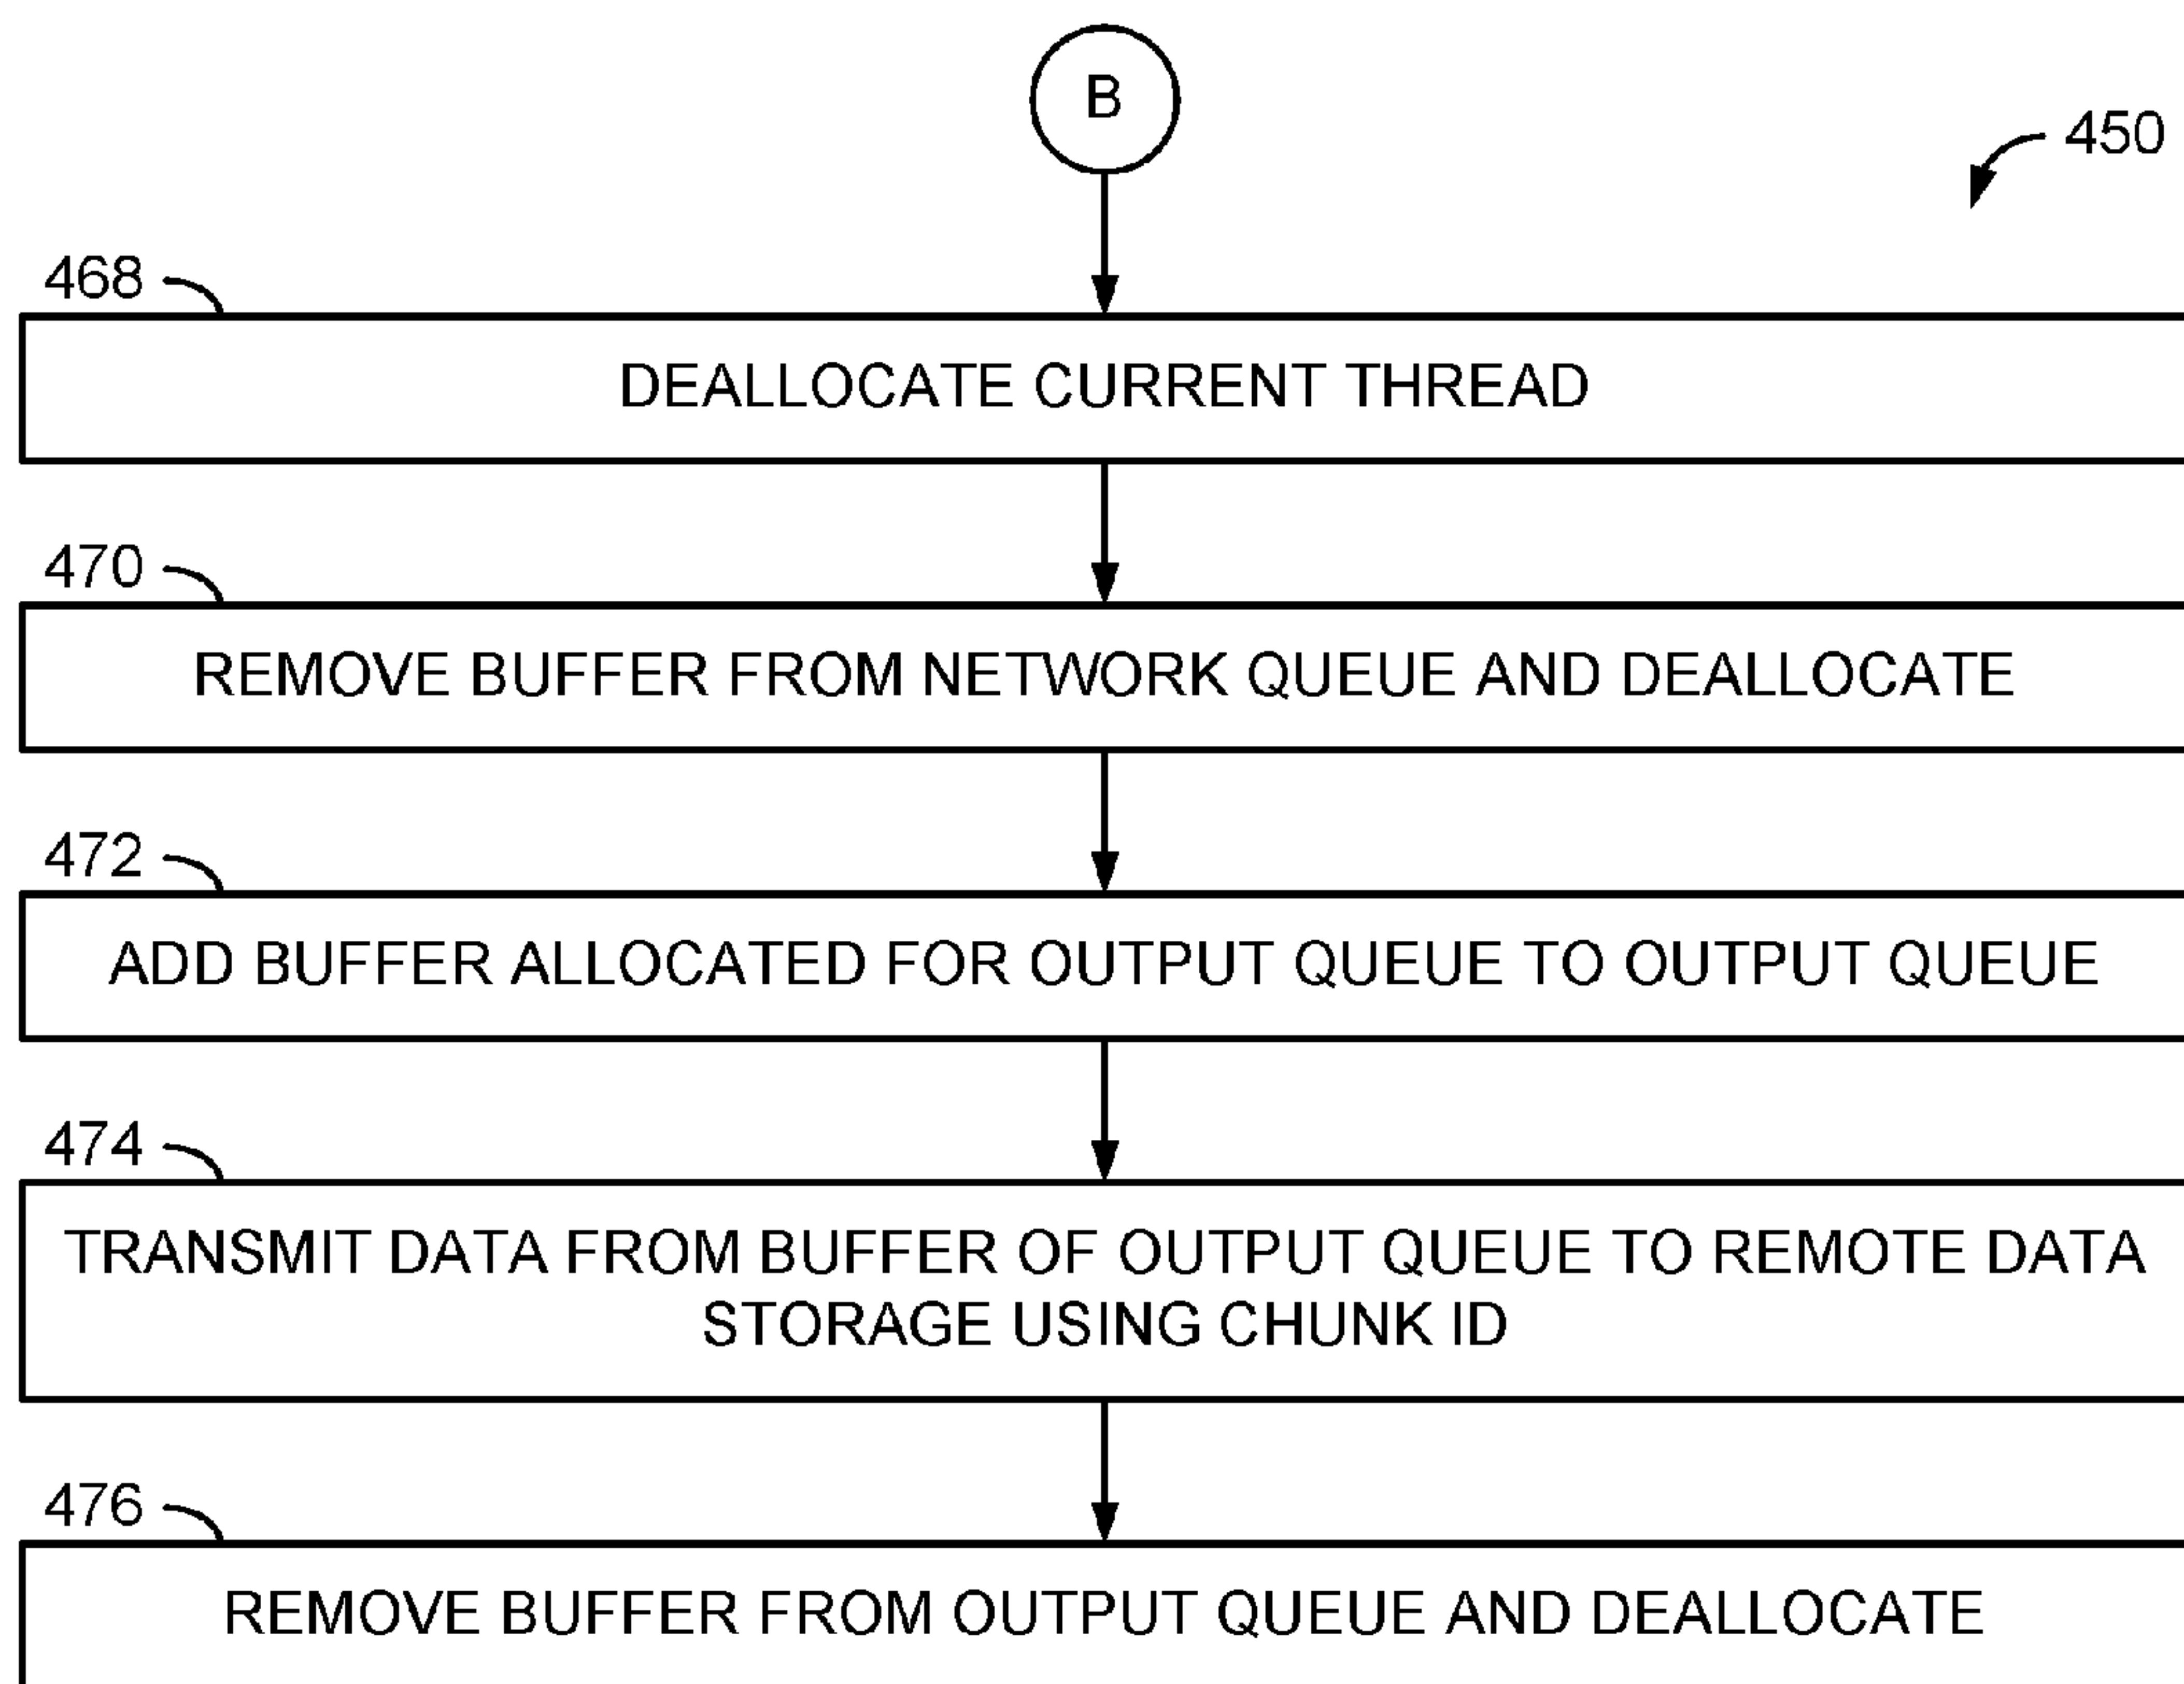 B
450
468
DEALLOCATE CURRENT THREAD
470
REMOVE BUFFER FROM NETWORK QUEUE AND DEALLOCATE
472
ADD BUFFER ALLOCATED FOR OUTPUT QUEUE TO OUTPUT QUEUE
474
TRANSMIT DATA FROM BUFFER OF OUTPUT QUEUE TO REMOTE DATA
STORAGE USING CHUNK ID
476
REMOVE BUFFER FROM OUTPUT QUEUE AND DEALLOCATE